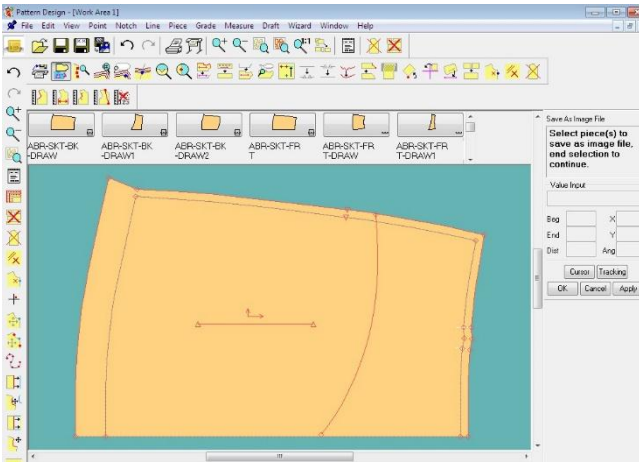 Pattern Design - [Work Area 1]
File Edit View Point Notch Line Piece Grade Measure Draft Wizard Window Help
ABR-SKT-BK
-DRAW
ABR-SKT-BK
-DRAW1
ABR-SKT-BK
-DRAW2
ABR-SKT-FR
T
ABR-SKT-FR
T-DRAW
ABR-SKT-FR
T-DRAW1
Save As Image File
Select piece(s) to
save as image file,
end selection to
continue.
Value Input
Beg X
End Y
Dist Ang
Cursor Tracking
OK Cancel Apply